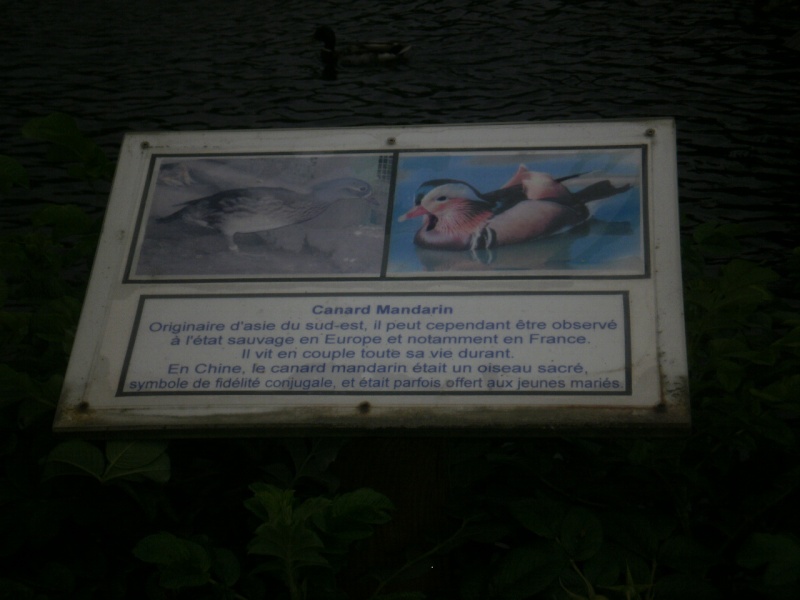 Canard Mandarin
Originaire d'asie du sud-est, il peut cependant être observé
à l'état sauvage en Europe et notamment en France.
Il vit en couple toute sa vie durant.
En Chine, le canard mandarin était un oiseau sacré,
symbole de fidélité conjugale, et était parfois offert aux jeunes mariés.